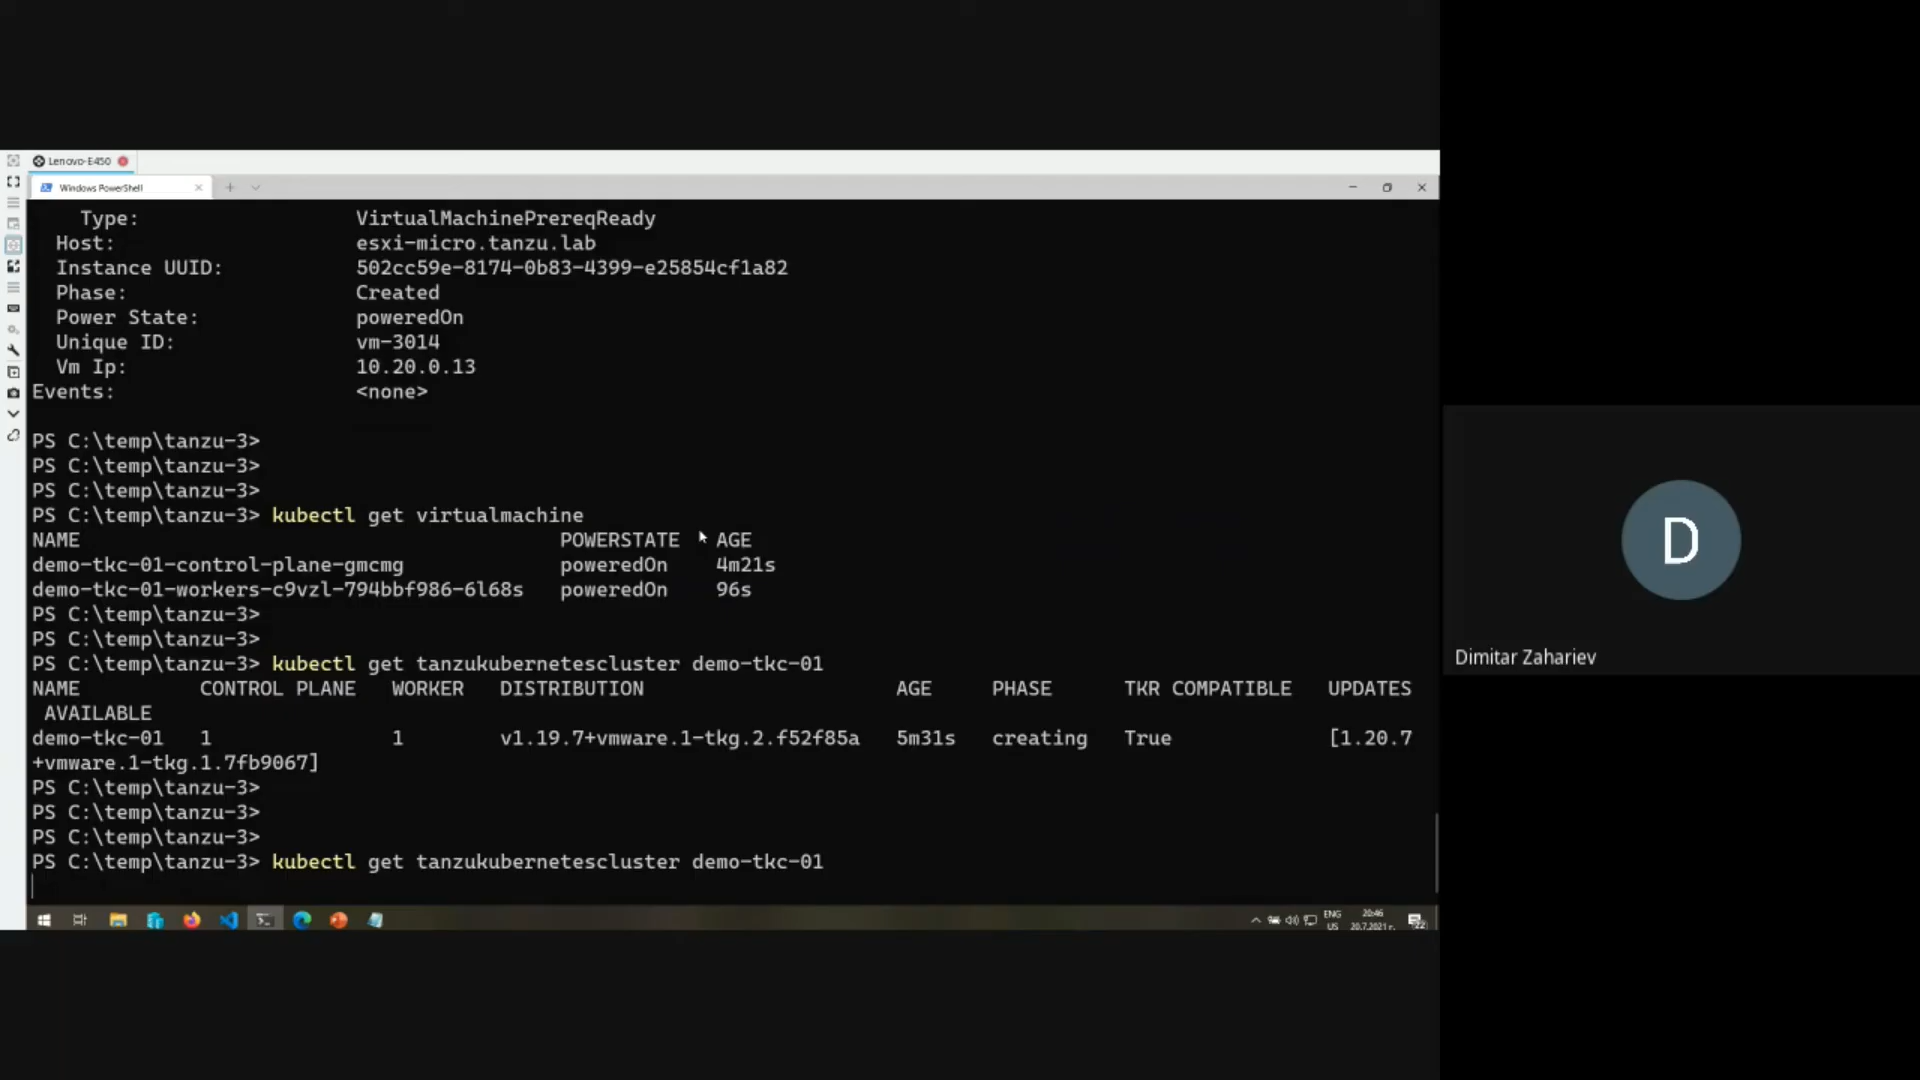 Lenovo-E450
Windows PowerShell
Type: VirtualMachinePrereqReady
Host: esxi-micro.tanzu.lab
Instance UUID: 502cc59e-8174-0b83-4399-e25854cf1a82
Phase: Created
Power State: poweredOn
Unique ID: vm-3014
Vm Ip: 10.20.0.13
Events: <none>
PS C:\temp\tanzu-3>
PS C:\temp\tanzu-3>
PS C:\temp\tanzu-3>
PS C:\temp\tanzu-3> kubectl get virtualmachine
NAME POWERSTATE AGE
demo-tkc-01-control-plane-gmcmg poweredOn 4m21s
demo-tkc-01-workers-c9vzl-794bbf986-6l68s poweredOn 96s
PS C:\temp\tanzu-3>
PS C:\temp\tanzu-3>
PS C:\temp\tanzu-3> kubectl get tanzukubernetescluster demo-tkc-01
NAME CONTROL PLANE WORKER DISTRIBUTION AGE PHASE TKR COMPATIBLE UPDATES
AVAILABLE
demo-tkc-01 1 1 v1.19.7+vmware.1-tkg.2.f52f85a 5m31s creating True [1.20.7
+vmware.1-tkg.1.7fb9067]
PS C:\temp\tanzu-3>
PS C:\temp\tanzu-3>
PS C:\temp\tanzu-3>
PS C:\temp\tanzu-3> kubectl get tanzukubernetescluster demo-tkc-01
ENG 20:46
US 20.7.2021 г.
22
D
Dimitar Zahariev